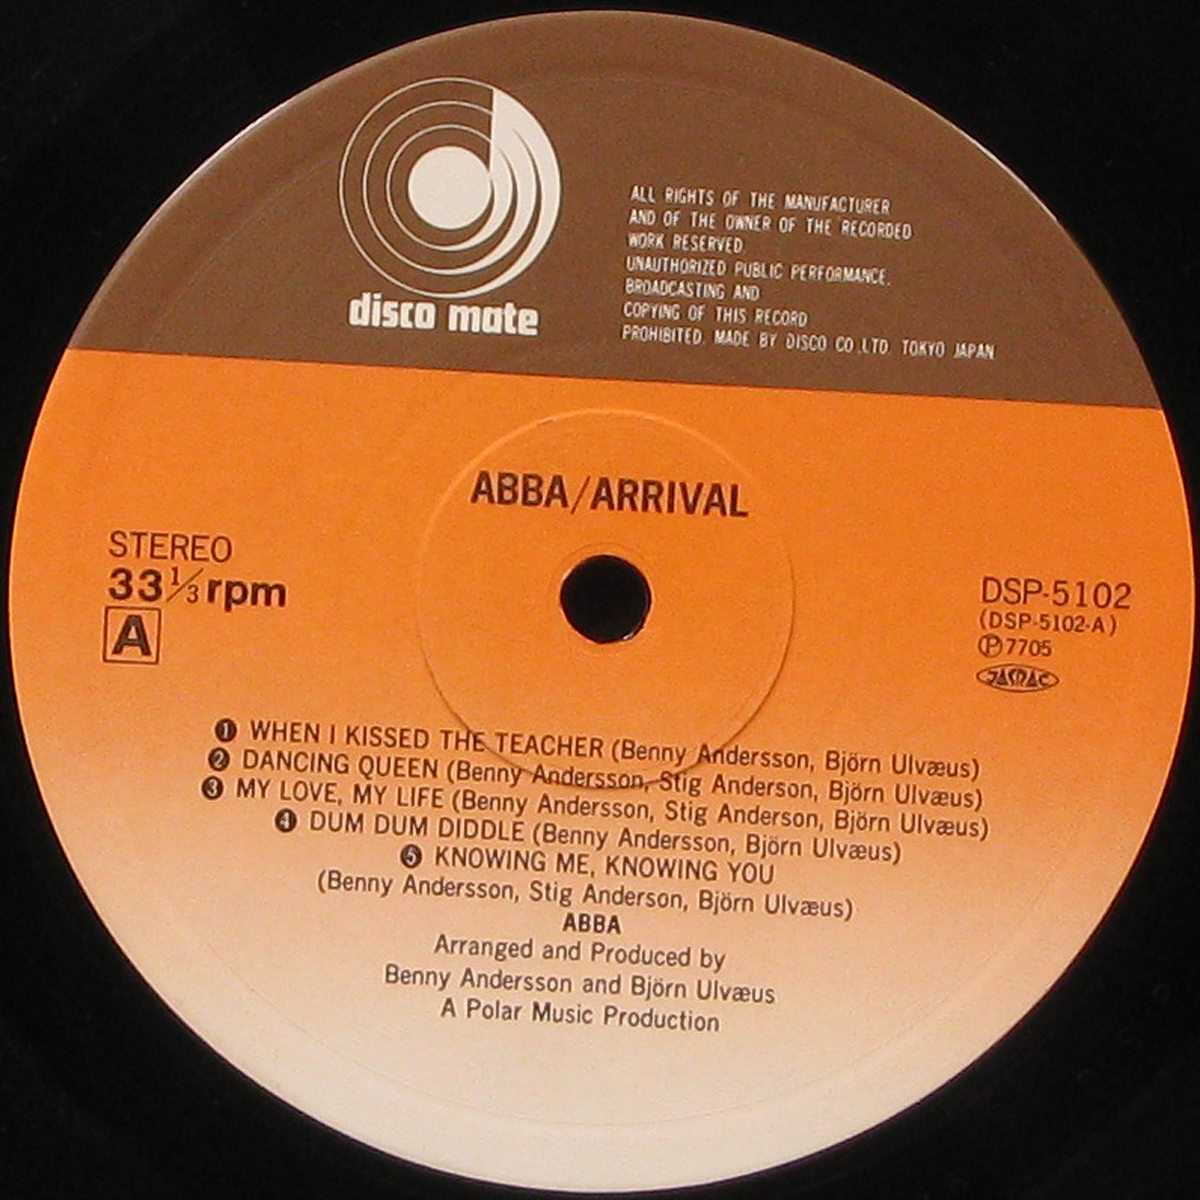 disco mate
ALL RIGHTS OF THE MANUFACTURER
AND OF THE OWNER OF THE RECORDED
WORK RESERVED.
UNAUTHORIZED PUBLIC PERFORMANCE.
BROADCASTING AND
COPYING OF THIS RECORD
PROHIBITED. MADE BY DISCO CO.LTD. TOKYO JAPAN
ABBA/ARRIVAL
STEREO
33⅓rpm
A
DSP-5102
(DSP-5102-A)
Ⓟ7705
JASRAC
❶ WHEN I KISSED THE TEACHER (Benny Andersson, Björn Ulvæus)
❷ DANCING QUEEN (Benny Andersson, Stig Anderson, Björn Ulvæus)
❸ MY LOVE, MY LIFE (Benny Andersson, Stig Anderson, Björn Ulvæus)
❹ DUM DUM DIDDLE (Benny Andersson, Björn Ulvæus)
❺ KNOWING ME, KNOWING YOU
(Benny Andersson, Stig Anderson, Björn Ulvæus)
ABBA
Arranged and Produced by
Benny Andersson and Björn Ulvæus
A Polar Music Production